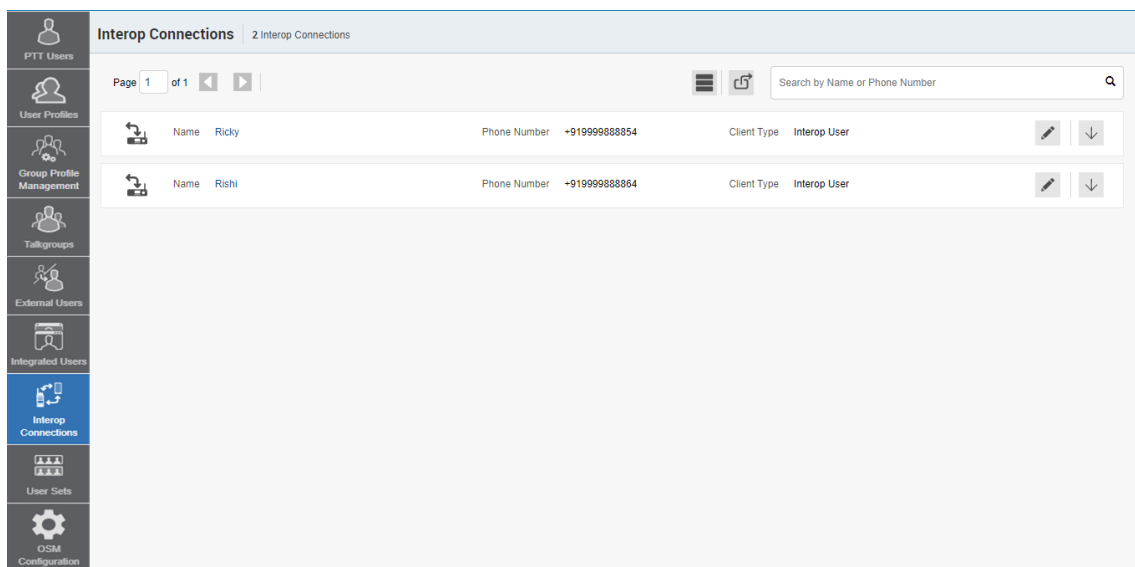 PTT Users
User Profiles
Group Profile
Management
Talkgroups
External Users
Integrated Users
Interop
Connections
User Sets
OSM
Configuration
Interop Connections 2 Interop Connections
Page 1 of 1 Search by Name or Phone Number
Name Ricky Phone Number +919999888854 Client Type Interop User
Name Rishi Phone Number +919999888864 Client Type Interop User